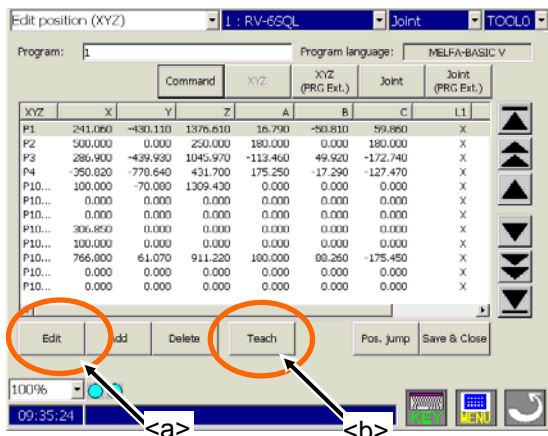 Edit position (XYZ) 1 : RV-6SQL Joint TOOL0
Program: 1 Program language: MELFA-BASIC V
Command XYZ XYZ (PRG Ext.) Joint Joint (PRG Ext.)
XYZ X Y Z A B C L1
P1 241.060 -430.110 1376.610 16.790 -50.810 59.860 X
P2 500.000 0.000 250.000 180.000 0.000 180.000 X
P3 286.900 -439.930 1045.970 -113.460 49.920 -172.740 X
P4 -350.820 -778.640 431.700 175.250 -17.290 -127.470 X
P10... 100.000 -70.080 1309.430 0.000 0.000 0.000 X
P10... 0.000 0.000 0.000 0.000 0.000 0.000 X
P10... 0.000 0.000 0.000 0.000 0.000 0.000 X
P10... 306.850 0.000 0.000 0.000 0.000 0.000 X
P10... 100.000 0.000 0.000 0.000 0.000 0.000 X
P10... 766.800 61.070 911.220 180.000 88.260 -175.450 X
P10... 0.000 0.000 0.000 0.000 0.000 0.000 X
P10... 0.000 0.000 0.000 0.000 0.000 0.000 X
Edit Add Delete Teach Pos. jump Save & Close
100%
09:35:24 KEY MENU
<a> <b>